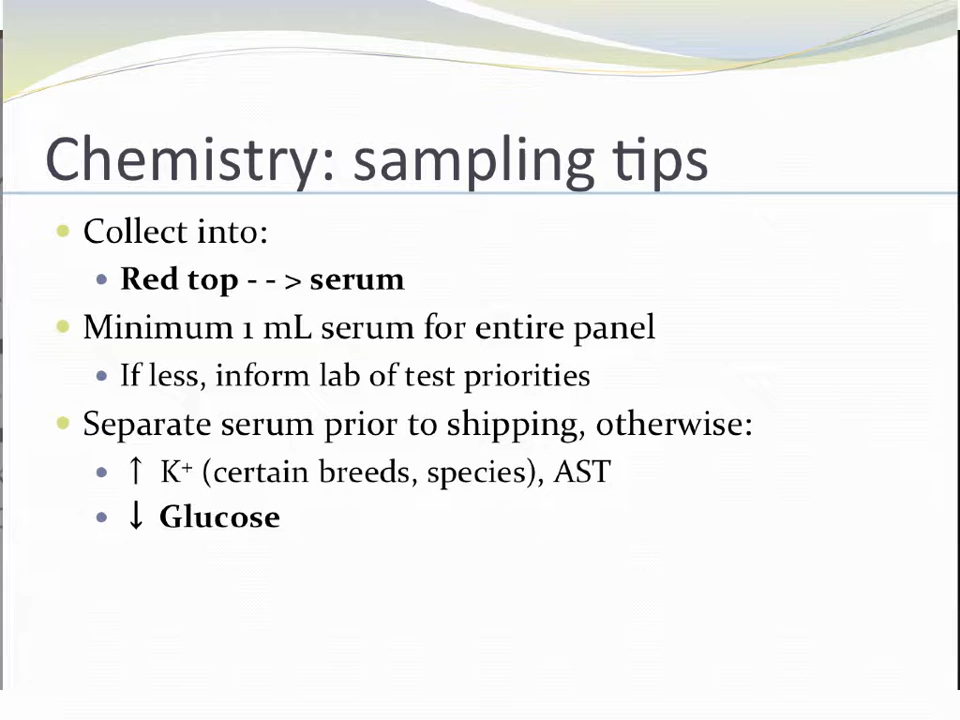 Chemistry: sampling tips
Collect into:
Red top - - > serum
Minimum 1 mL serum for entire panel
If less, inform lab of test priorities
Separate serum prior to shipping, otherwise:
↑ K⁺ (certain breeds, species), AST
↓ Glucose